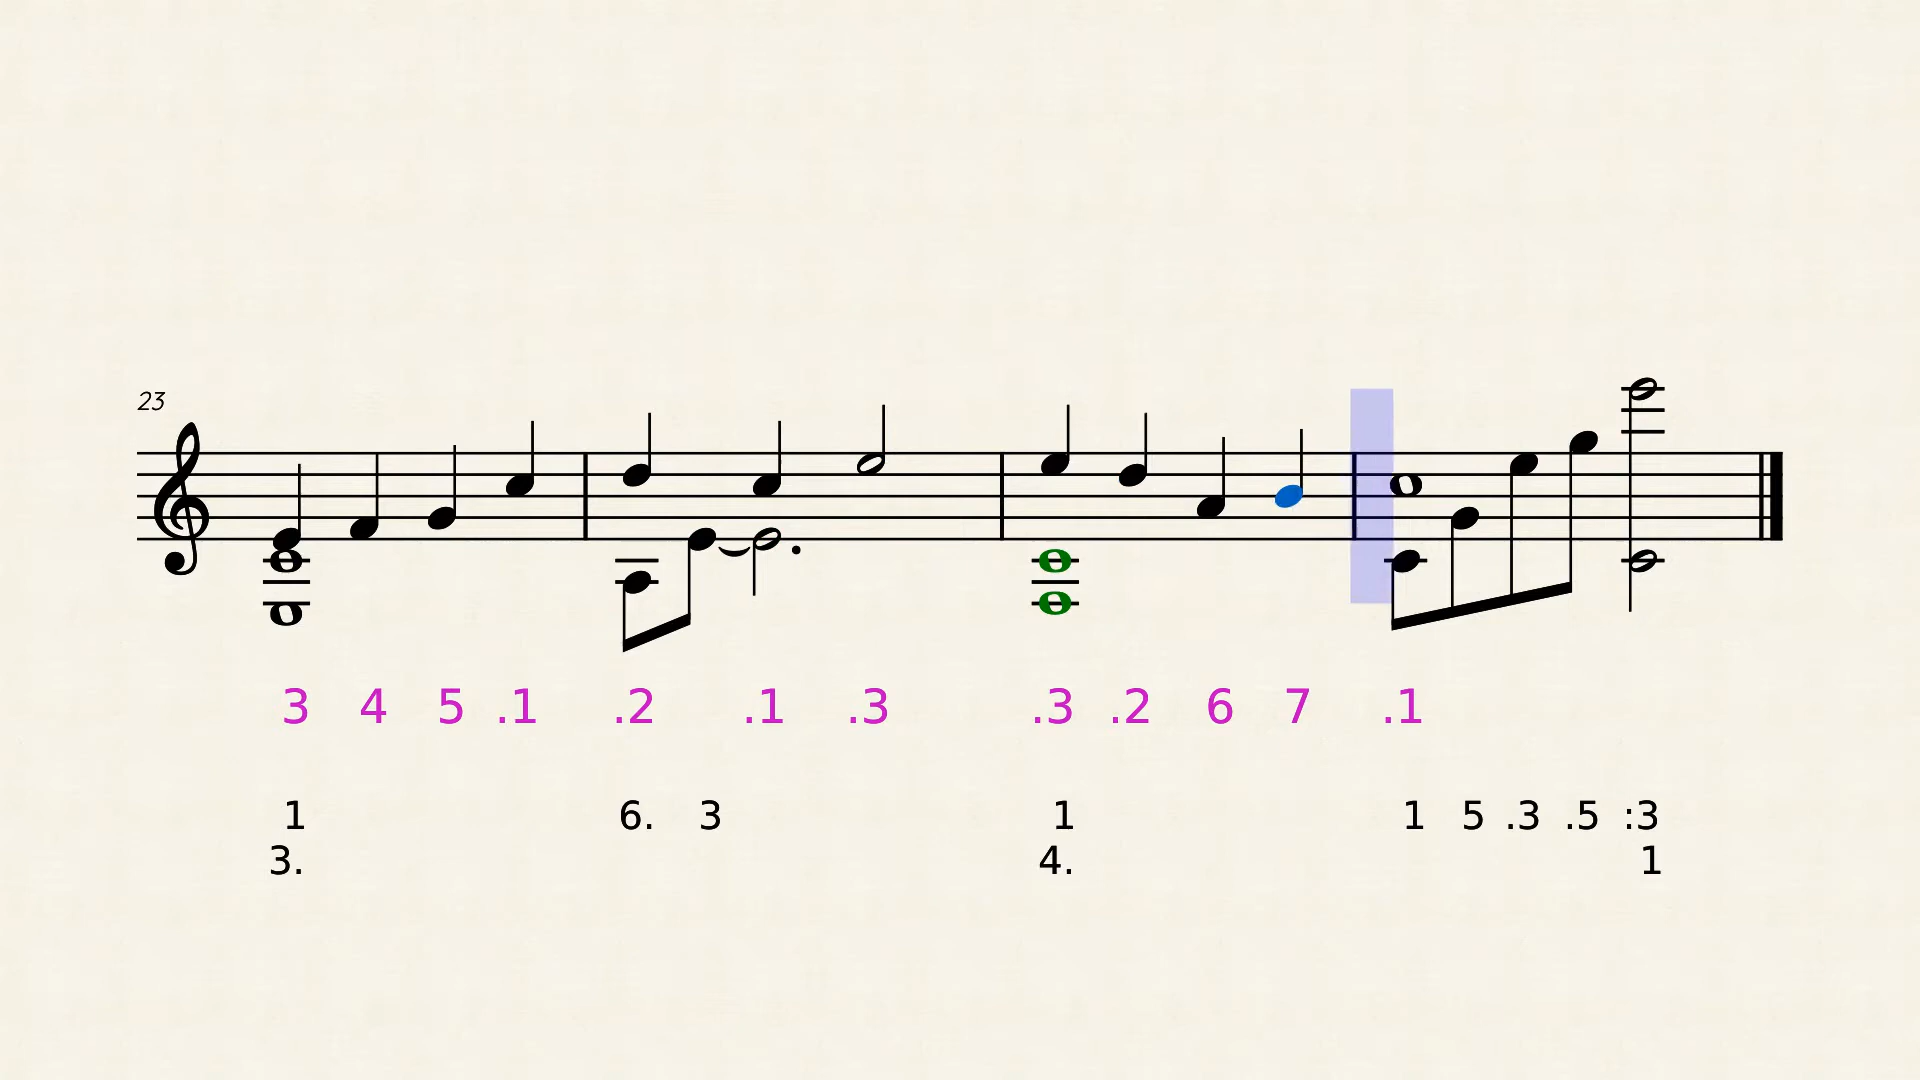 23
3 4 5 .1 .2 .1 .3 .3 .2 6 7 .1
1 6. 3 1 1 5 .3 .5 :3
3. 4. 1